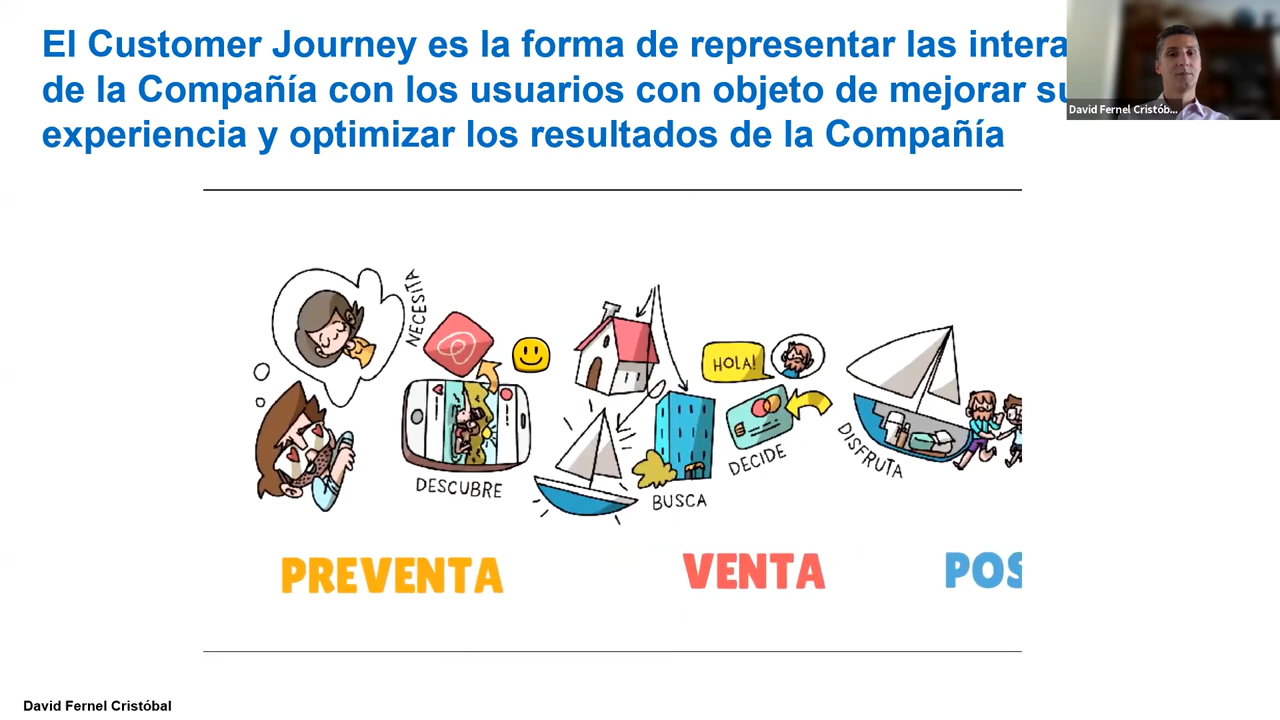 El Customer Journey es la forma de representar las intera
de la Compañía con los usuarios con objeto de mejorar su
experiencia y optimizar los resultados de la Compañía
David Fernel Cristób...
NECESITA
HOLA!
DESCUBRE
BUSCA
DECIDE
DISFRUTA
PREVENTA
VENTA
POS
David Fernel Cristóbal